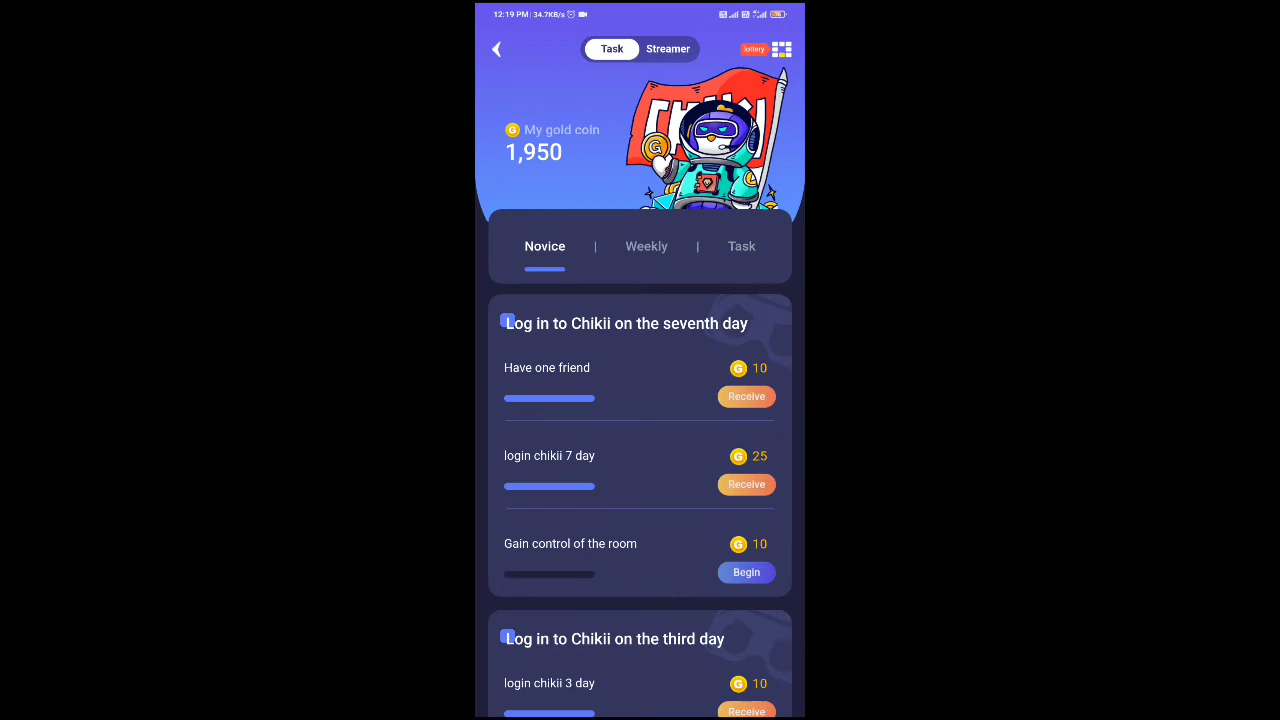 12:19 PM | 34.7KB/s
Task Streamer lottery
CHIKII
G My gold coin
1,950
Novice | Weekly | Task
Log in to Chikii on the seventh day
Have one friend G 10
Receive
login chikii 7 day G 25
Receive
Gain control of the room G 10
Begin
Log in to Chikii on the third day
login chikii 3 day G 10
Receive